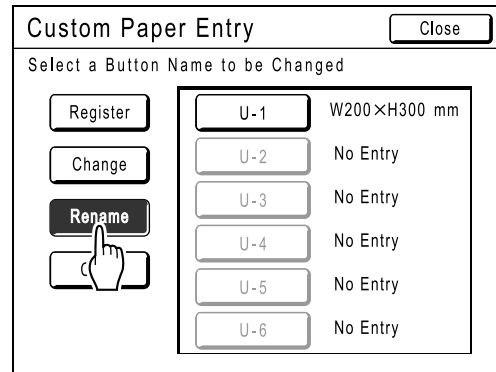 Custom Paper Entry
Close
Select a Button Name to be Changed
Register
Change
Rename
U-1 W200×H300 mm
U-2 No Entry
U-3 No Entry
U-4 No Entry
U-5 No Entry
U-6 No Entry